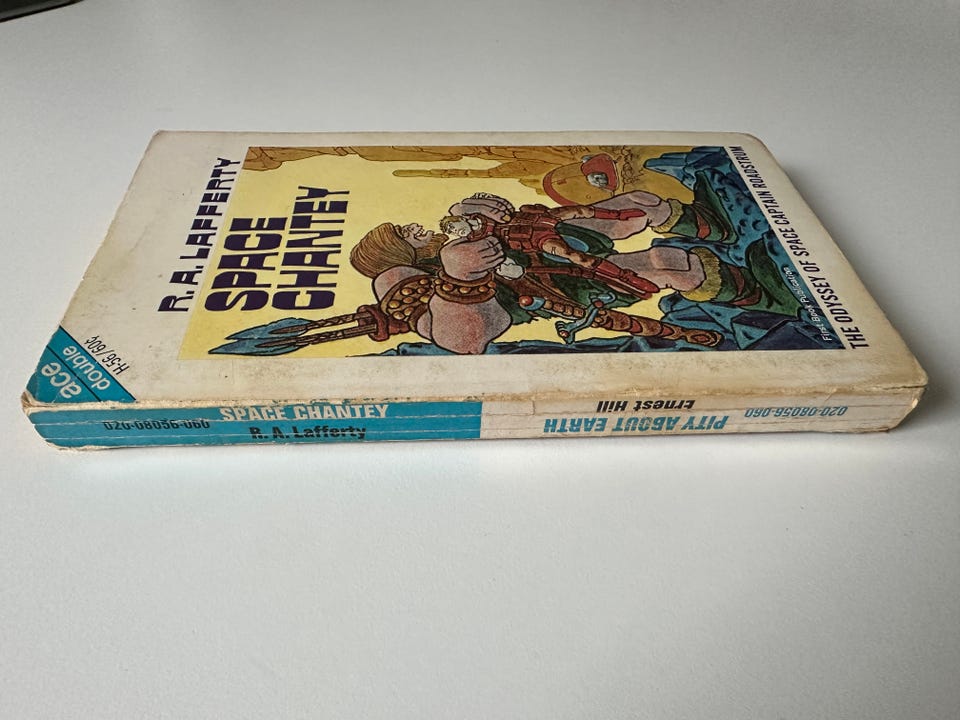 R. A. LAFFERTY
SPACE
CHANTEY
ace
double
H-56/60¢
First Book Publication
THE ODYSSEY OF SPACE CAPTAIN ROADSTRUM
020-08056-060
SPACE CHANTEY
R. A. Lafferty
PITY ABOUT EARTH
Ernest Hill
020-08056-060